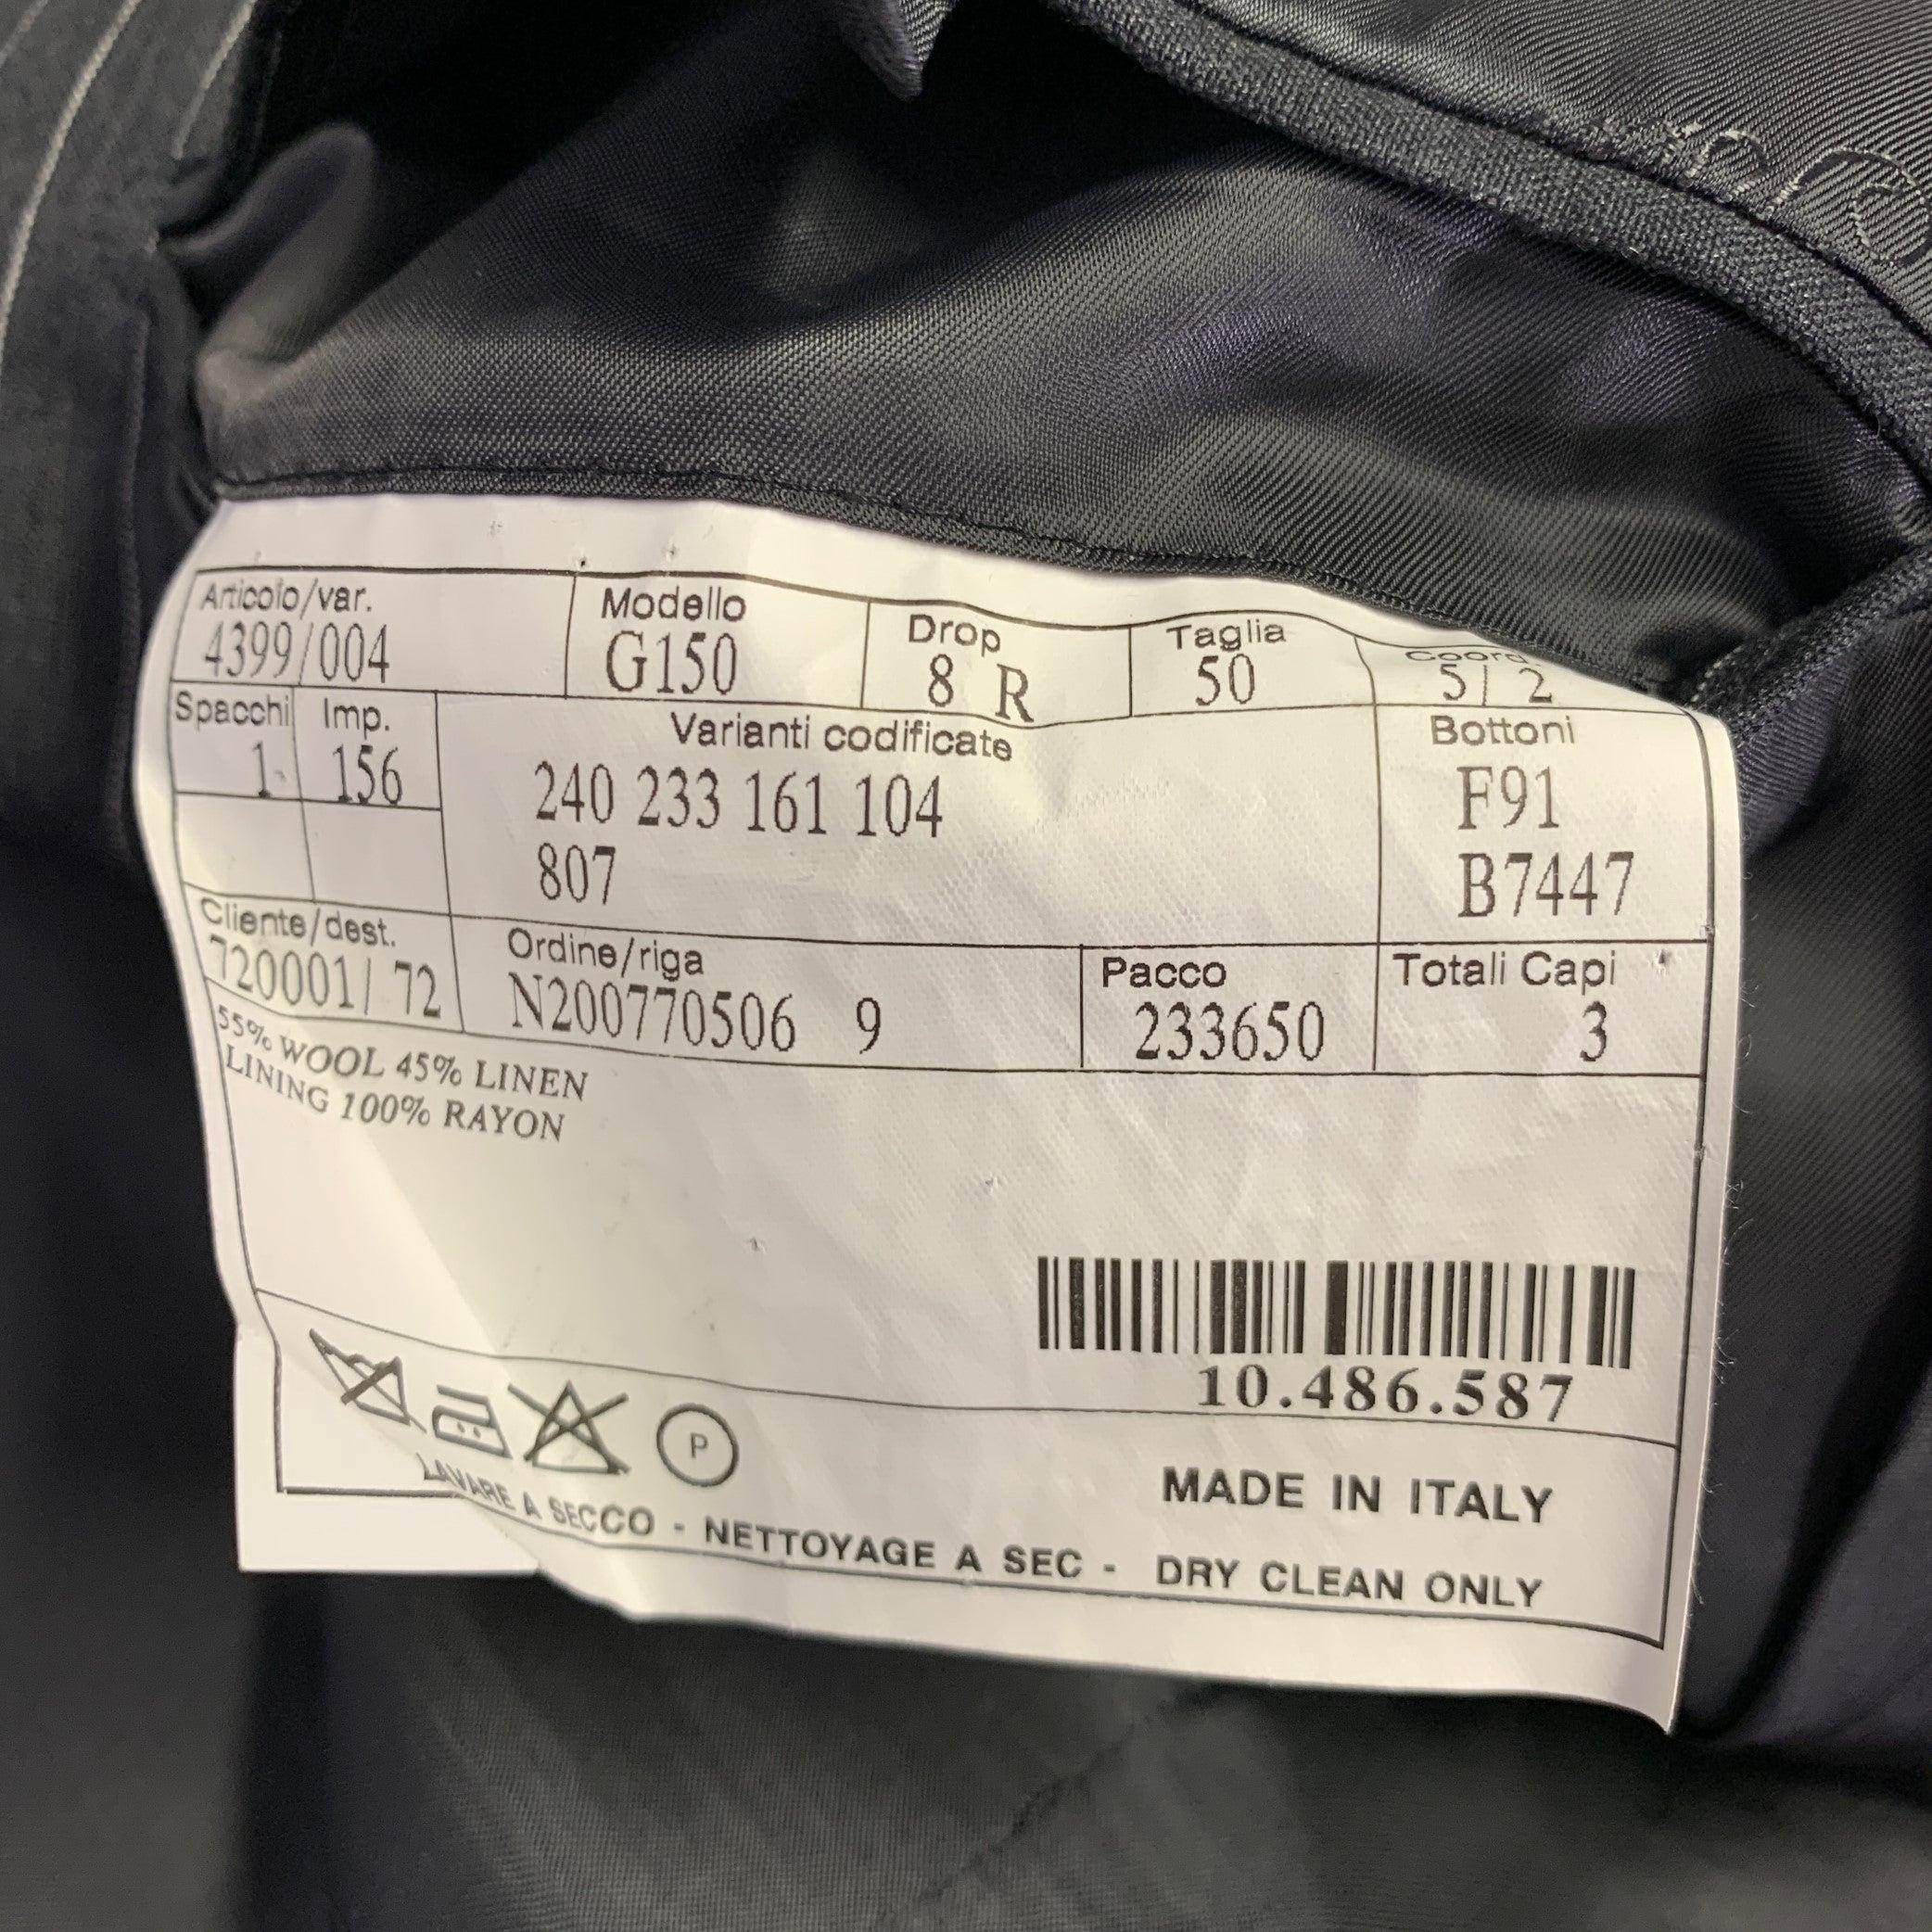 Articolo/var. Modello Drop Taglia Coord.
4399/004 G150 8 R 50 5/ 2
Spacchi Imp. Varianti codificate Bottoni
1 156 240 233 161 104 F91
807 B7447
Cliente/dest. Ordine/riga Pacco Totali Capi
720001/ 72 N200770506 9 233650 3
55% WOOL 45% LINEN
LINING 100% RAYON
10.486.587
P
MADE IN ITALY
LAVARE A SECCO - NETTOYAGE A SEC - DRY CLEAN ONLY